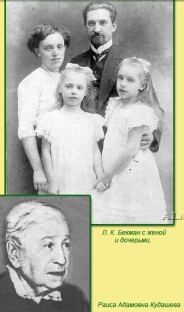 Л. К. Бекман с женой
и дочерьми.
Раиса Адамовна Кудашева